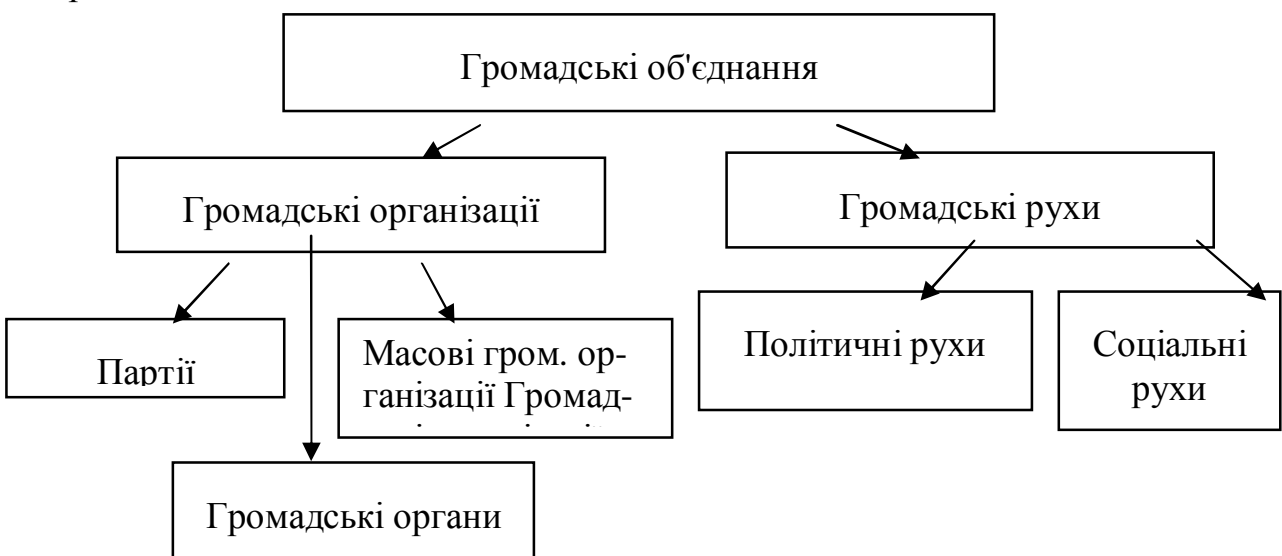 Громадські об'єднання
Громадські організації
Громадські рухи
Партії
Масові гром. ор-
ганізації Громад-
Політичні рухи
Соціальні
рухи
Громадські органи